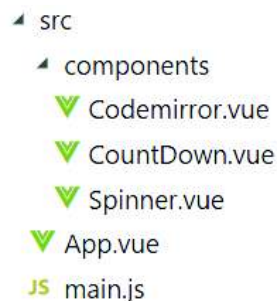 src
components
Codemirror.vue
CountDown.vue
Spinner.vue
App.vue
JS main.js